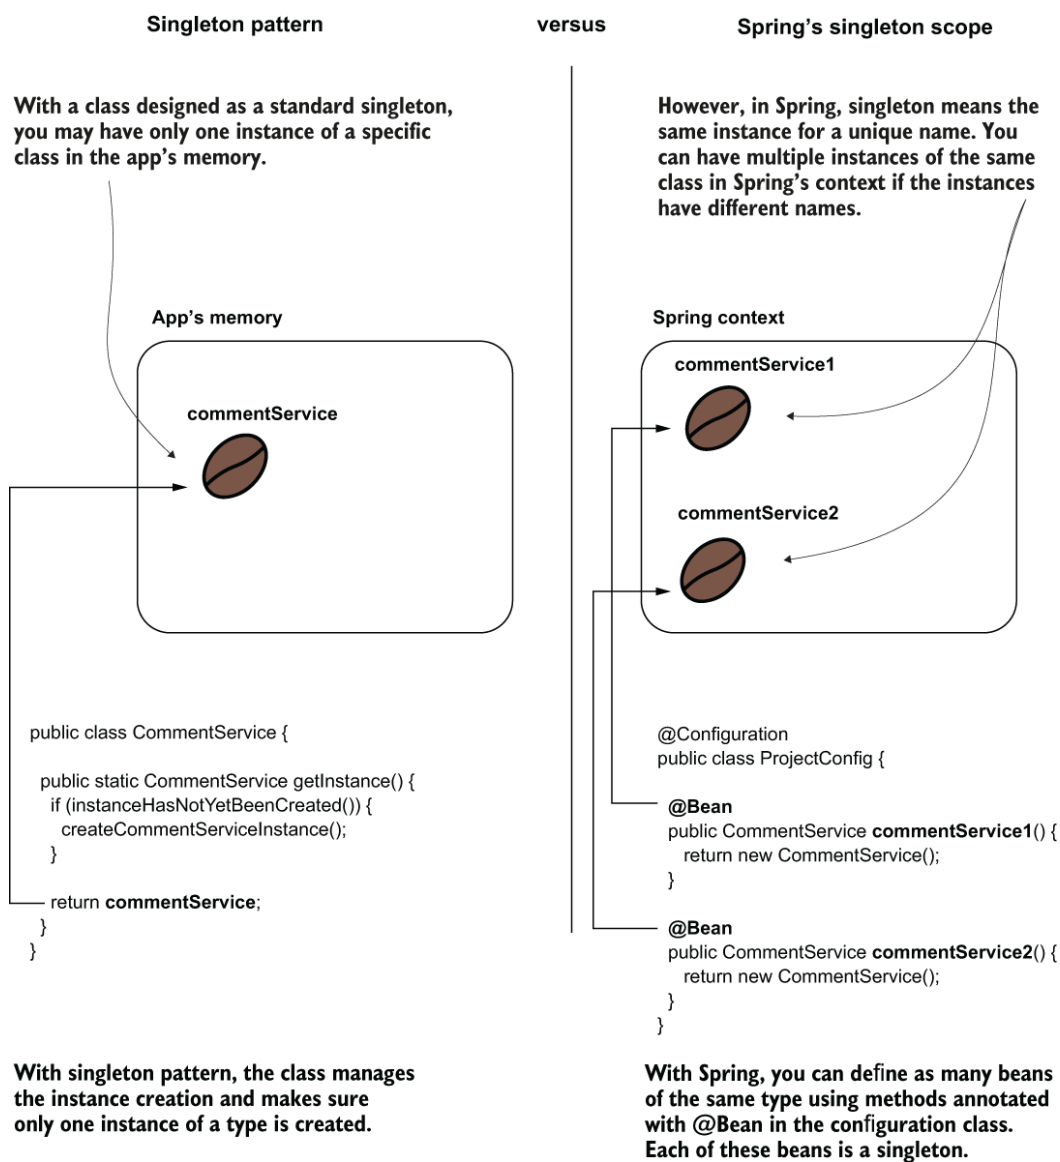 Singleton pattern
versus
Spring's singleton scope
With a class designed as a standard singleton,
you may have only one instance of a specific
class in the app's memory.
However, in Spring, singleton means the
same instance for a unique name. You
can have multiple instances of the same
class in Spring's context if the instances
have different names.
App's memory
commentService
Spring context
commentService1
commentService2
public class CommentService {
public static CommentService getInstance() {
if (instanceHasNotYetBeenCreated()) {
createCommentServiceInstance();
}
return commentService;
}
}
@Configuration
public class ProjectConfig {
@Bean
public CommentService commentService1() {
return new CommentService();
}
@Bean
public CommentService commentService2() {
return new CommentService();
}
}
With singleton pattern, the class manages
the instance creation and makes sure
only one instance of a type is created.
With Spring, you can define as many beans
of the same type using methods annotated
with @Bean in the configuration class.
Each of these beans is a singleton.